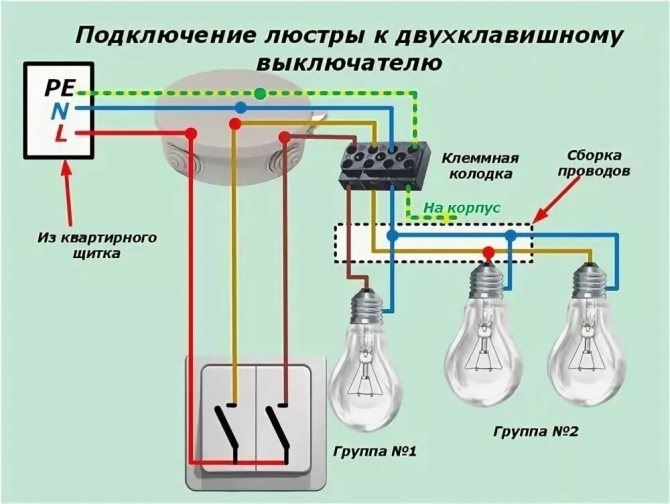 Подключение люстры к двухклавишному
выключателю
PE
N
L
Из квартирного
щитка
Клеммная
колодка
Сборка
проводов
На корпус
Группа №1
Группа №2